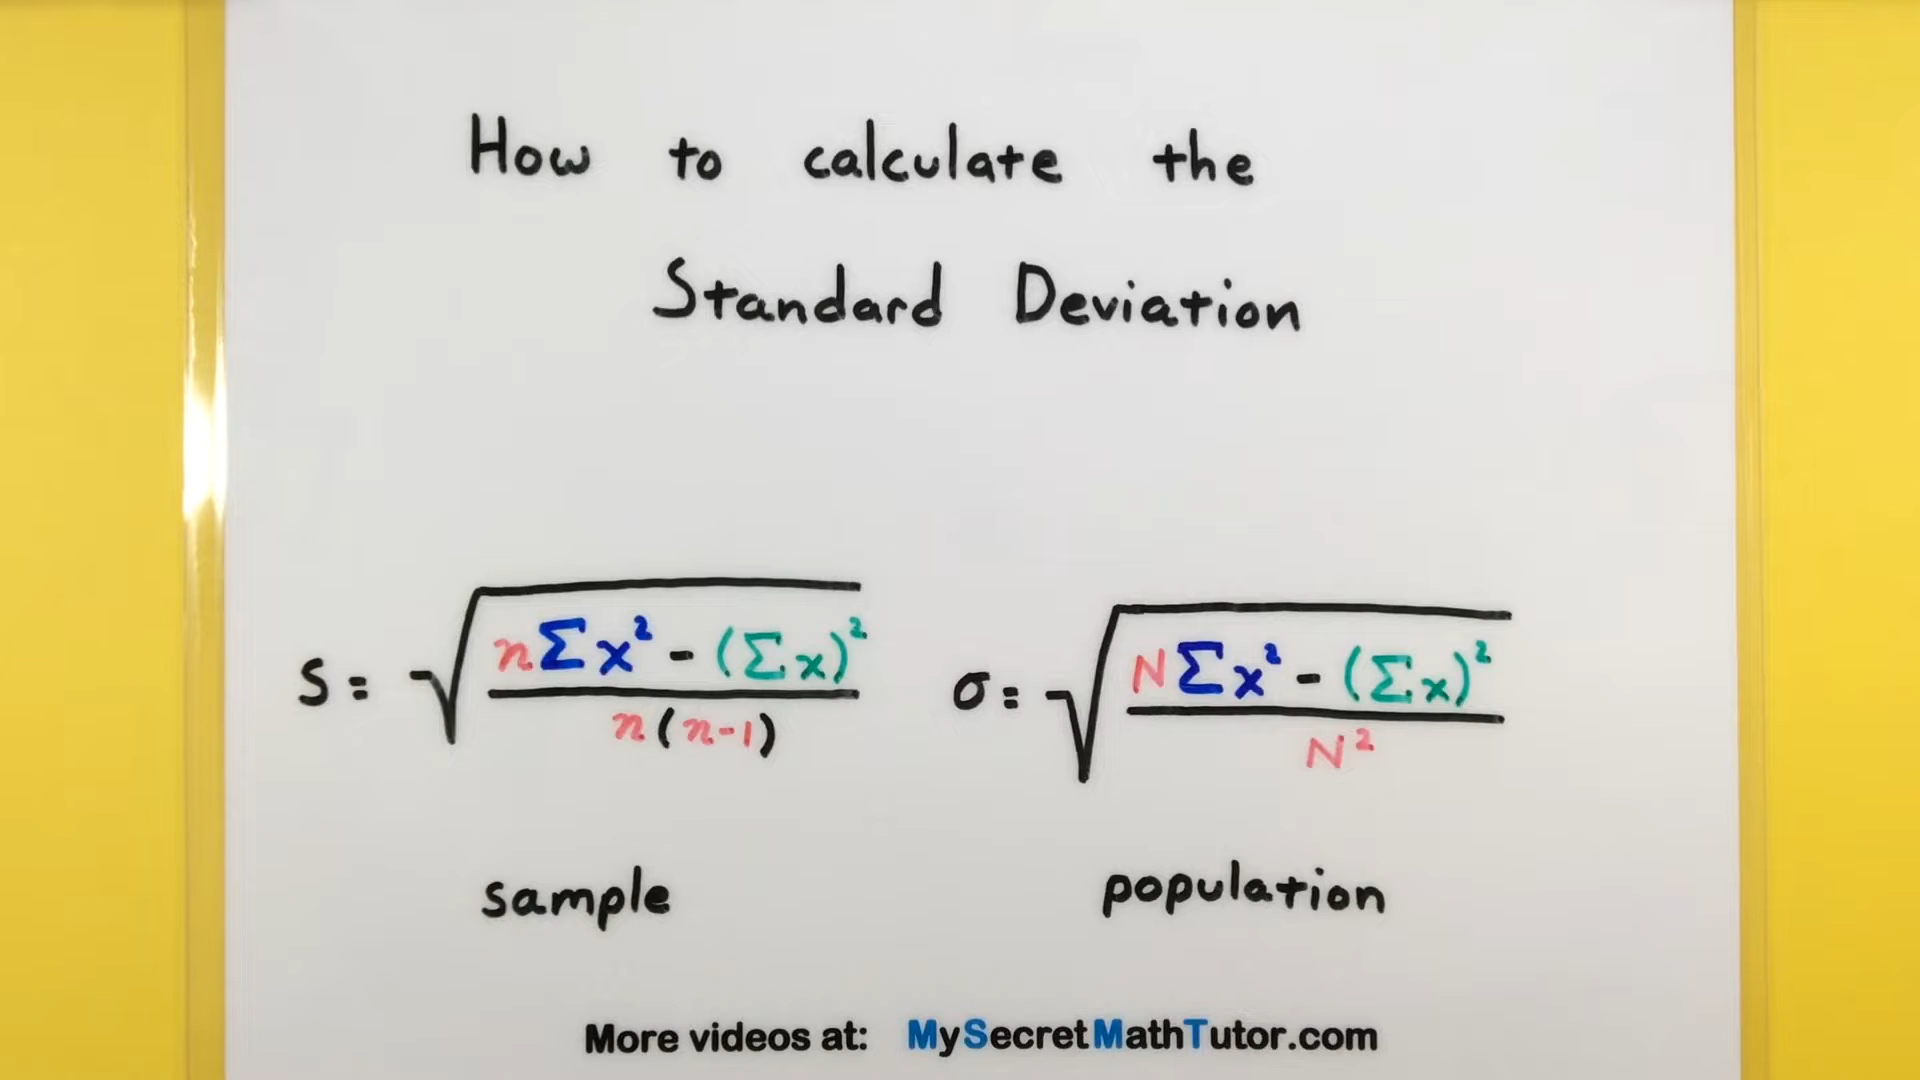 How to calculate the
Standard Deviation
s = √(nΣx² - (Σx)²) / (n(n-1))
σ = √(NΣx² - (Σx)²) / N²
sample
population
More videos at: MySecretMathTutor.com